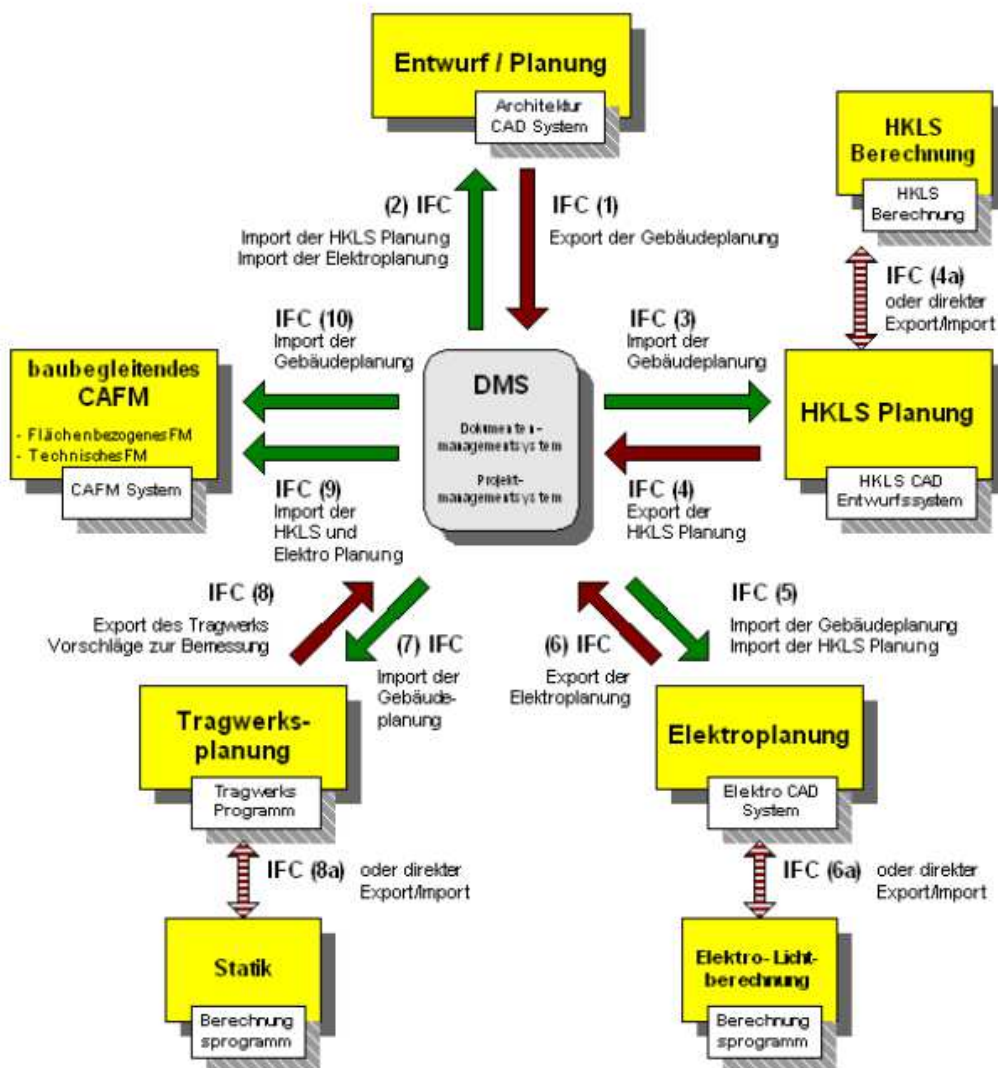 Entwurf / Planung
Architektur
CAD System
HKLS
Berechnung
HKLS
Berechnung
(2) IFC
Import der HKLS Planung
Import der Elektroplanung
IFC (1)
Export der Gebäudeplanung
IFC (4a)
oder direkter
Export/Import
IFC (10)
Import der
Gebäudeplanung
IFC (3)
Import der
Gebäudeplanung
baubegleitendes
CAFM
- FlächenbezogenesFM
- TechnischesFM
CAFM System
DMS
Dokumenten-
managementsystem
Projekt-
managementsystem
HKLS Planung
HKLS CAD
Entwurfssystem
IFC (9)
Import der
HKLS und
Elektro Planung
IFC (4)
Export der
HKLS Planung
IFC (8)
Export des Tragwerks
Vorschläge zur Bemessung
(7) IFC
Import der
Gebäude-
planung
(6) IFC
Export der
Elektroplanung
IFC (5)
Import der Gebäudeplanung
Import der HKLS Planung
Tragwerks-
planung
Tragwerks
Programm
Elektroplanung
Elektro CAD
System
IFC (8a) oder direkter
Export/Import
IFC (6a) oder direkter
Export/Import
Statik
Berechnung
sprogramm
Elektro-Licht-
berechnung
Berechnung
sprogramm